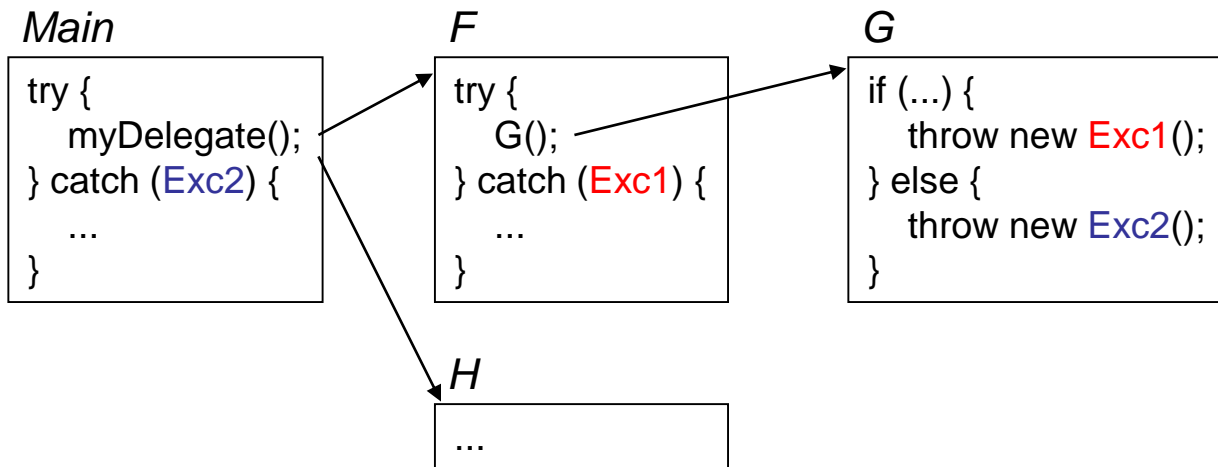 Main
try {
myDelegate();
} catch (Exc2) {
...
}
F
try {
G();
} catch (Exc1) {
...
}
G
if (...) {
throw new Exc1();
} else {
throw new Exc2();
}
H
...